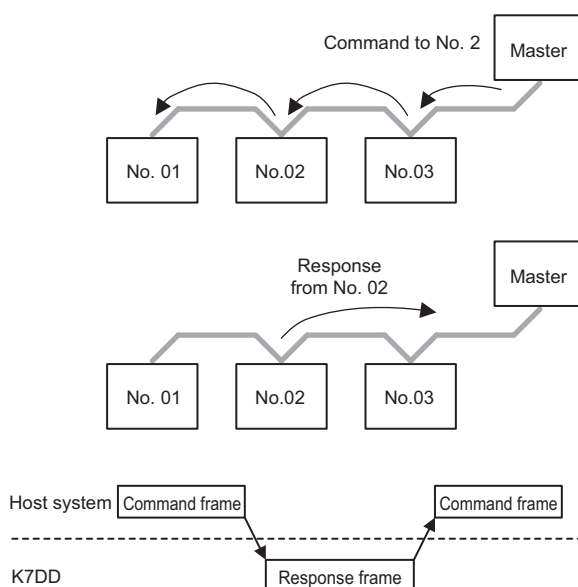 Command to No. 2
Master
No. 01
No.02
No.03
Response
from No. 02
Master
No. 01
No.02
No.03
Host system
Command frame
Command frame
K7DD
Response frame